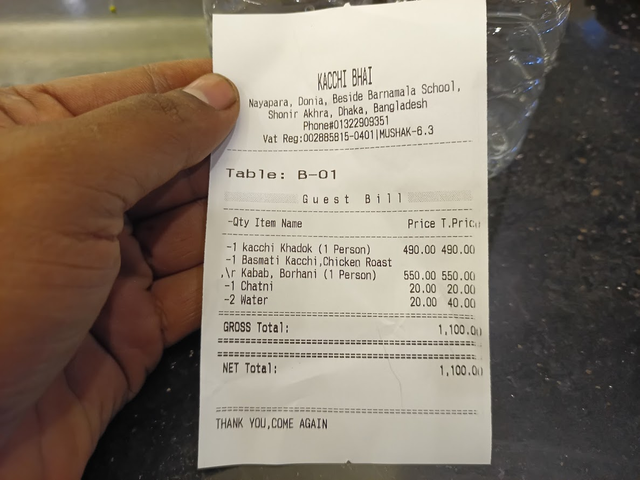 KACCHI BHAI
Nayapara, Donia, Beside Barnamala School,
Shonir Akhra, Dhaka, Bangladesh
Phone#01322909351
Vat Reg:002885815-0401|MUSHAK-6.3
Table: B-01
Guest Bill
-Qty Item Name Price T.Price
-1 kacchi Khadok (1 Person) 490.00 490.00
-1 Basmati Kacchi,Chicken Roast
,\r Kabab, Borhani (1 Person) 550.00 550.00
-1 Chatni 20.00 20.00
-2 Water 20.00 40.00
GROSS Total: 1,100.00
NET Total: 1,100.00
THANK YOU,COME AGAIN